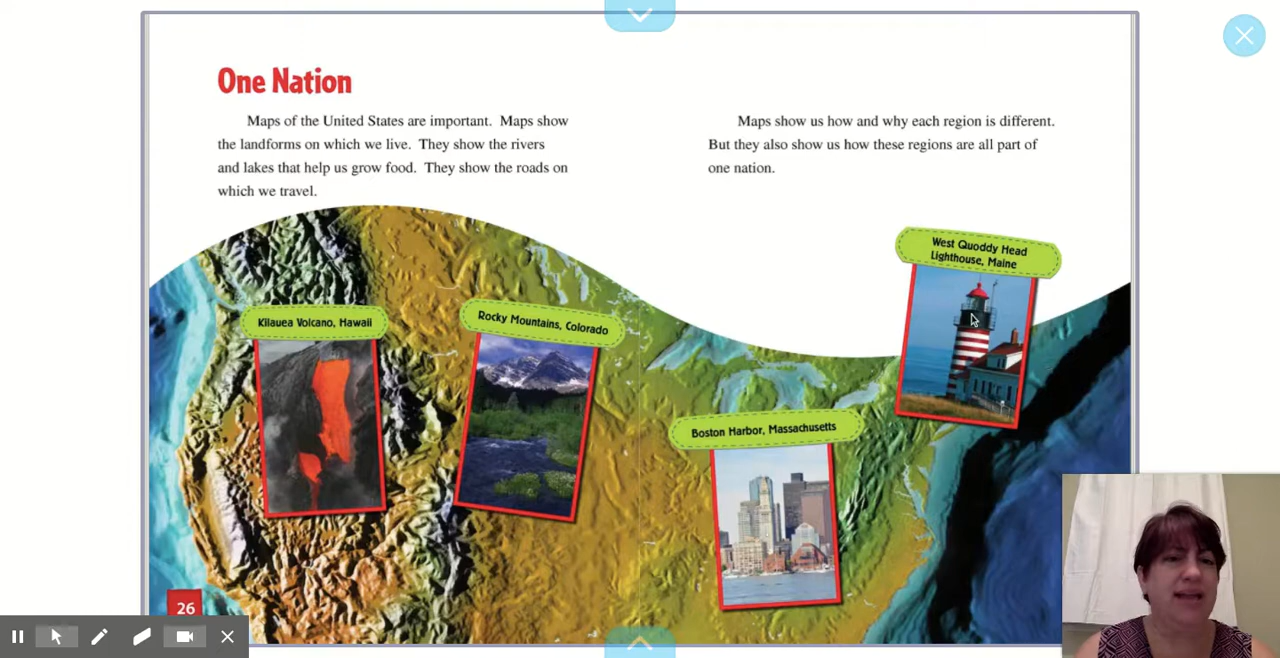 One Nation
Maps of the United States are important. Maps show
the landforms on which we live. They show the rivers
and lakes that help us grow food. They show the roads on
which we travel.
Maps show us how and why each region is different.
But they also show us how these regions are all part of
one nation.
West Quoddy Head
Lighthouse, Maine
Kilauea Volcano, Hawaii
Rocky Mountains, Colorado
Boston Harbor, Massachusetts
26